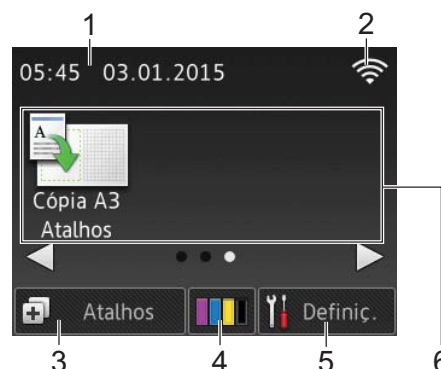 1 2
05:45 03.01.2015
A
Cópia A3
Atalhos
Atalhos Definiç.
3 4 5 6